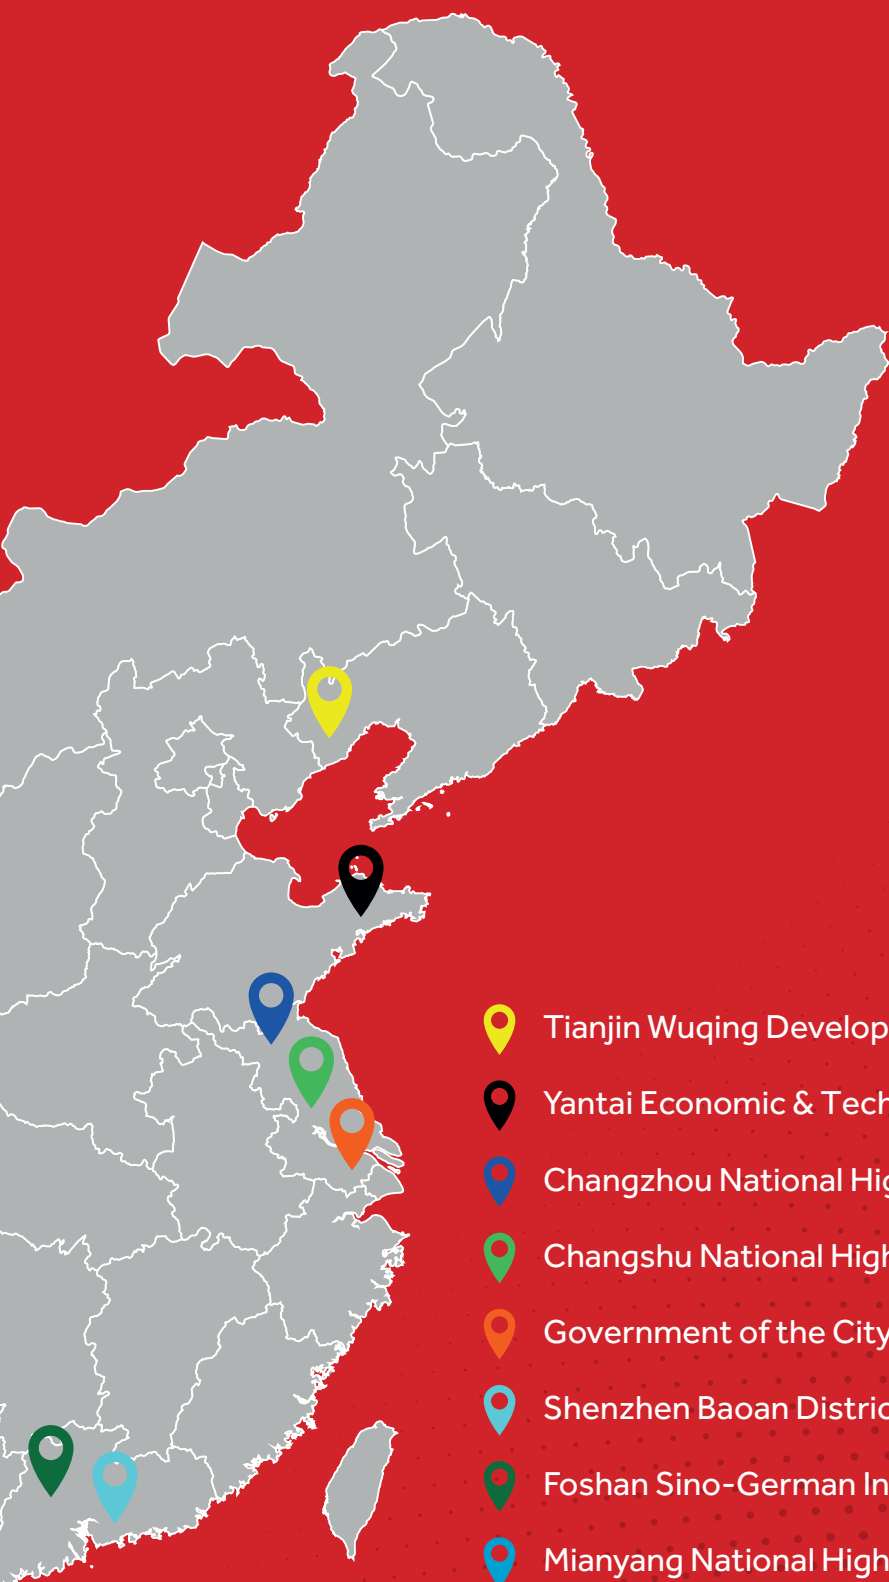 Tianjin Wuqing Develop
Yantai Economic & Tech
Changzhou National Hig
Changshu National High
Government of the City
Shenzhen Baoan Distric
Foshan Sino-German In
Mianyang National High